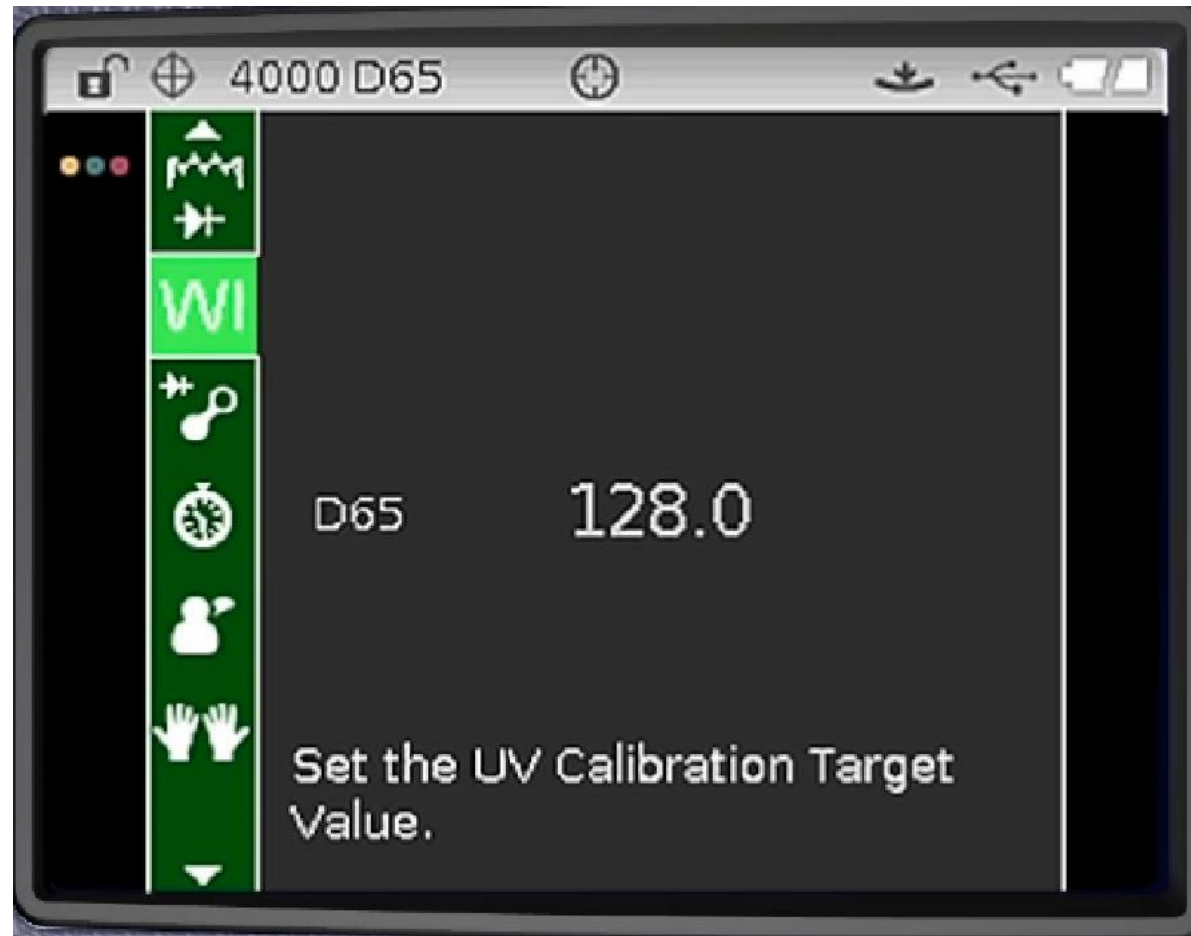 4000 D65
WI
D65 128.0
Set the UV Calibration Target
Value.